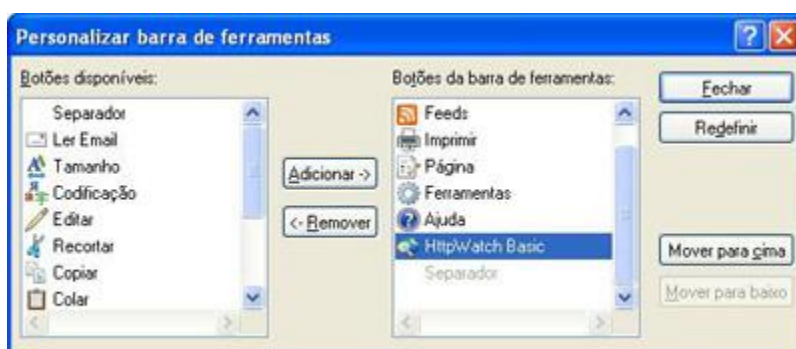 Personalizar barra de ferramentas
Botões disponíveis:
Separador
Ler Email
Tamanho
Codificação
Editar
Recortar
Copiar
Colar
Adicionar ->
<- Remover
Botões da barra de ferramentas:
Feeds
Imprimir
Página
Ferramentas
Ajuda
HttpWatch Basic
Separador
Fechar
Redefinir
Mover para cima
Mover para baixo